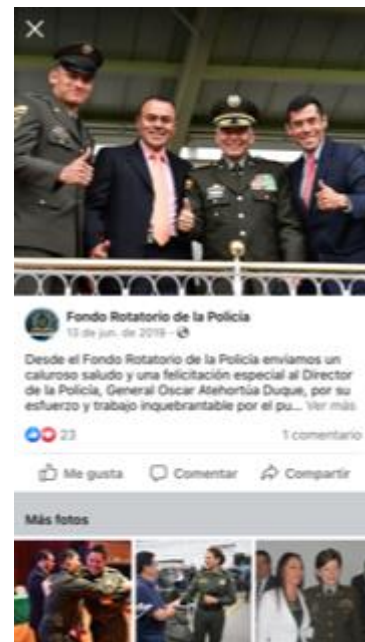 Fondo Rotatorio de la Policía
13 de jun. de 2019
Desde el Fondo Rotatorio de la Policía enviamos un
caluroso saludo y una felicitación especial al Director
de la Policía, General Oscar Atehortúa Duque, por su
esfuerzo y trabajo inquebrantable por el pu... Ver más
23
1 comentario
Me gusta
Comentar
Compartir
Más fotos